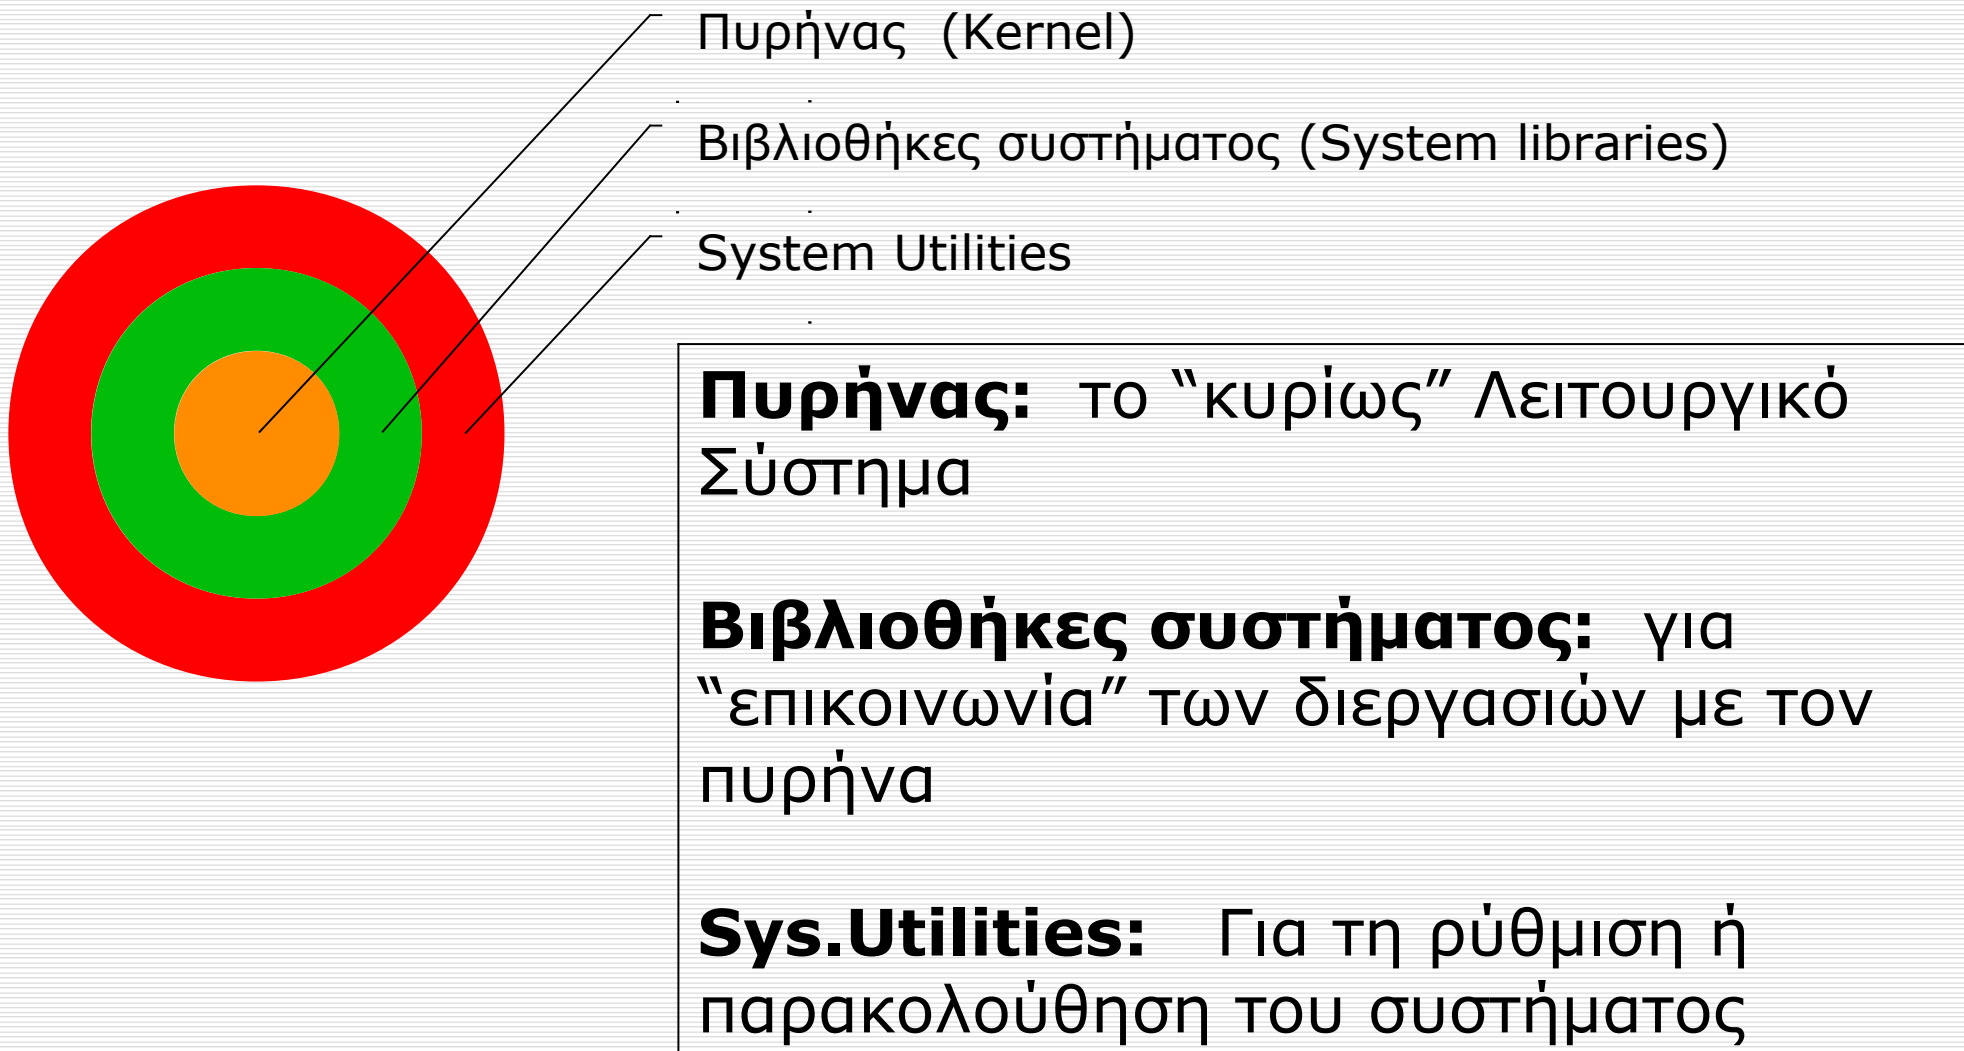 Πυρήνας (Kernel)
Βιβλιοθήκες συστήματος (System libraries)
System Utilities
Πυρήνας: το “κυρίως” Λειτουργικό
Σύστημα
Βιβλιοθήκες συστήματος: για
“επικοινωνία” των διεργασιών με τον
πυρήνα
Sys.Utilities: Για τη ρύθμιση ή
παρακολούθηση του συστήματος